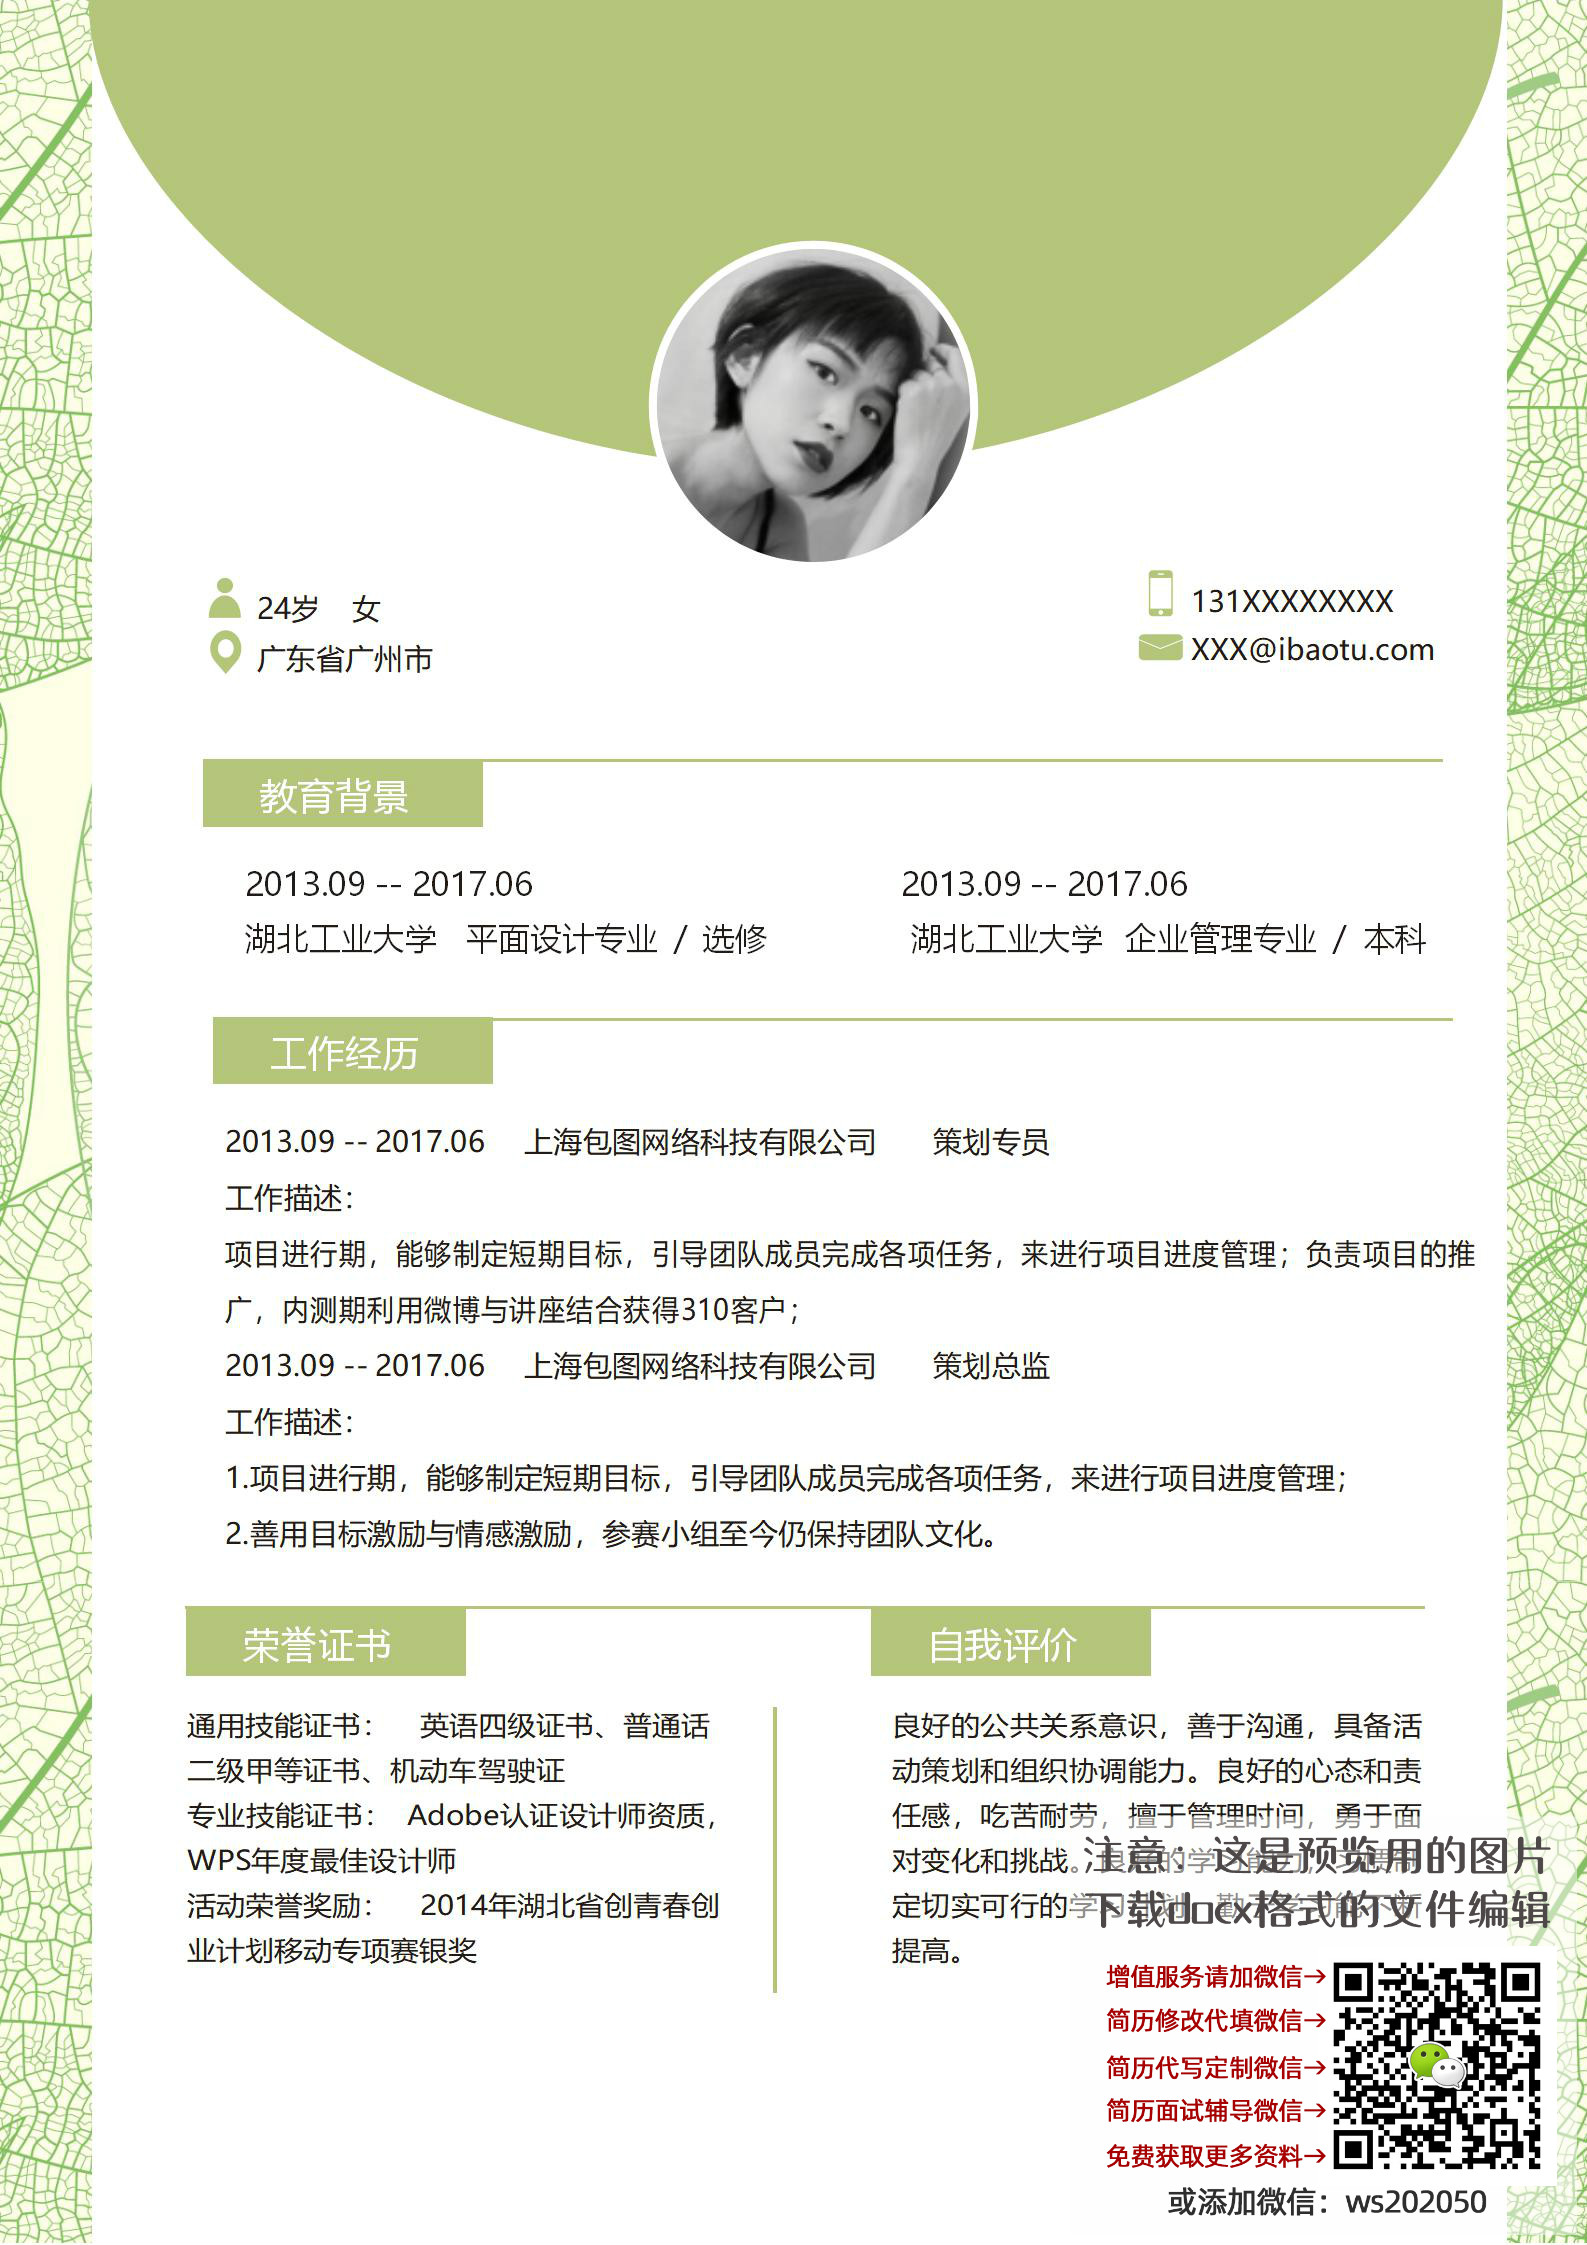 24岁 女
广东省广州市
131XXXXXXXX
XXX@ibaotu.com
教育背景
2013.09 -- 2017.06
湖北工业大学 平面设计专业 / 选修
2013.09 -- 2017.06
湖北工业大学 企业管理专业 / 本科
工作经历
2013.09 -- 2017.06 上海包图网络科技有限公司 策划专员
工作描述：
项目进行期，能够制定短期目标，引导团队成员完成各项任务，来进行项目进度管理；负责项目的推
广，内测期利用微博与讲座结合获得310客户；
2013.09 -- 2017.06 上海包图网络科技有限公司 策划总监
工作描述：
1.项目进行期，能够制定短期目标，引导团队成员完成各项任务，来进行项目进度管理；
2.善用目标激励与情感激励，参赛小组至今仍保持团队文化。
荣誉证书
通用技能证书： 英语四级证书、普通话
二级甲等证书、机动车驾驶证
专业技能证书： Adobe认证设计师资质，
WPS年度最佳设计师
活动荣誉奖励： 2014年湖北省创青春创
业计划移动专项赛银奖
自我评价
良好的公共关系意识，善于沟通，具备活
动策划和组织协调能力。良好的心态和责
任感，吃苦耐劳，擅于管理时间，勇于面
对变化和挑战。良好的学习能力，习惯制
定切实可行的学习计划，勤于学习能不断
提高。
注意：这是预览用的图片
下载docx格式的文件编辑
增值服务请加微信→
简历修改代填微信→
简历代写定制微信→
简历面试辅导微信→
免费获取更多资料→
或添加微信：ws202050